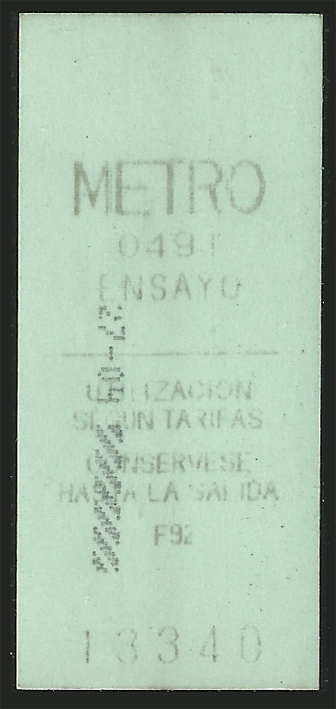 METRO
0491
ENSAYO
UTILIZACION
SEGUN TARIFAS
CONSERVESE
HASTA LA SALIDA
F92
13340